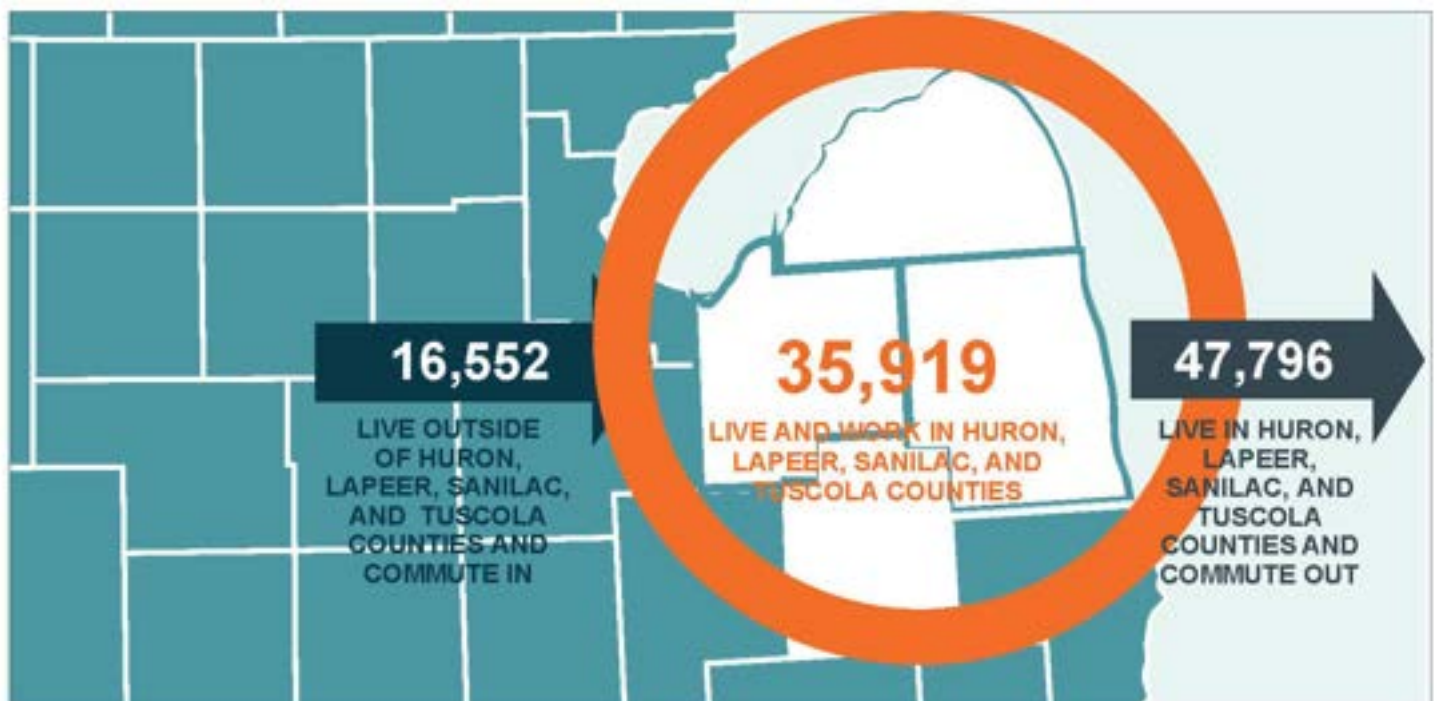 16,552
LIVE OUTSIDE
OF HURON,
LAPEER, SANILAC,
AND TUSCOLA
COUNTIES AND
COMMUTE IN
35,919
LIVE AND WORK IN HURON,
LAPEER, SANILAC, AND
TUSCOLA COUNTIES
47,796
LIVE IN HURON,
LAPEER,
SANILAC, AND
TUSCOLA
COUNTIES AND
COMMUTE OUT